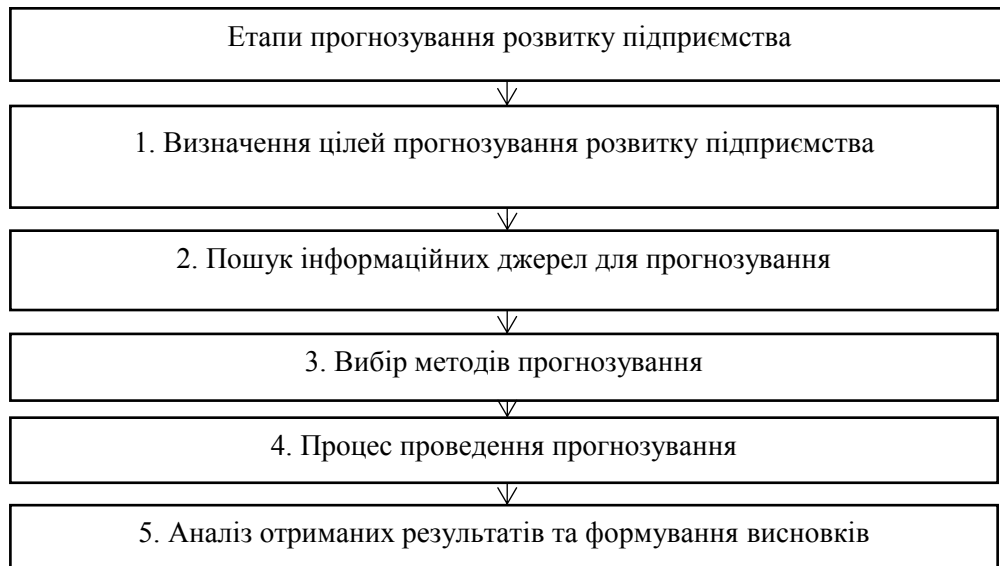 Етапи прогнозування розвитку підприємства
1. Визначення цілей прогнозування розвитку підприємства
2. Пошук інформаційних джерел для прогнозування
3. Вибір методів прогнозування
4. Процес проведення прогнозування
5. Аналіз отриманих результатів та формування висновків